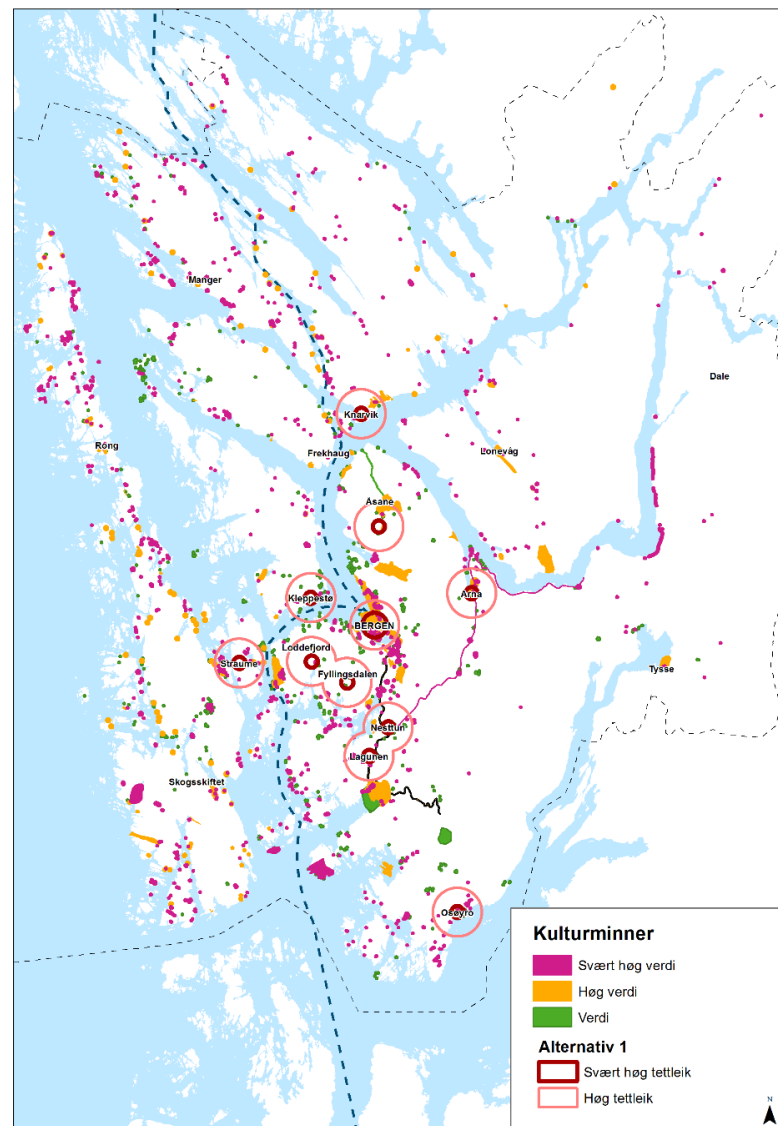 Manger
Dale
Knarvik
Rong
Frekhaug
Lonevåg
Åsane
Kleppestø
Arna
BERGEN
Loddefjord
Straume
Fyllingsdalen
Tysse
Nesttun
Lagunen
Skogsskiftet
Osøyro
Kulturminner
Svært høg verdi
Høg verdi
Verdi
Alternativ 1
Svært høg tettleik
Høg tettleik
N